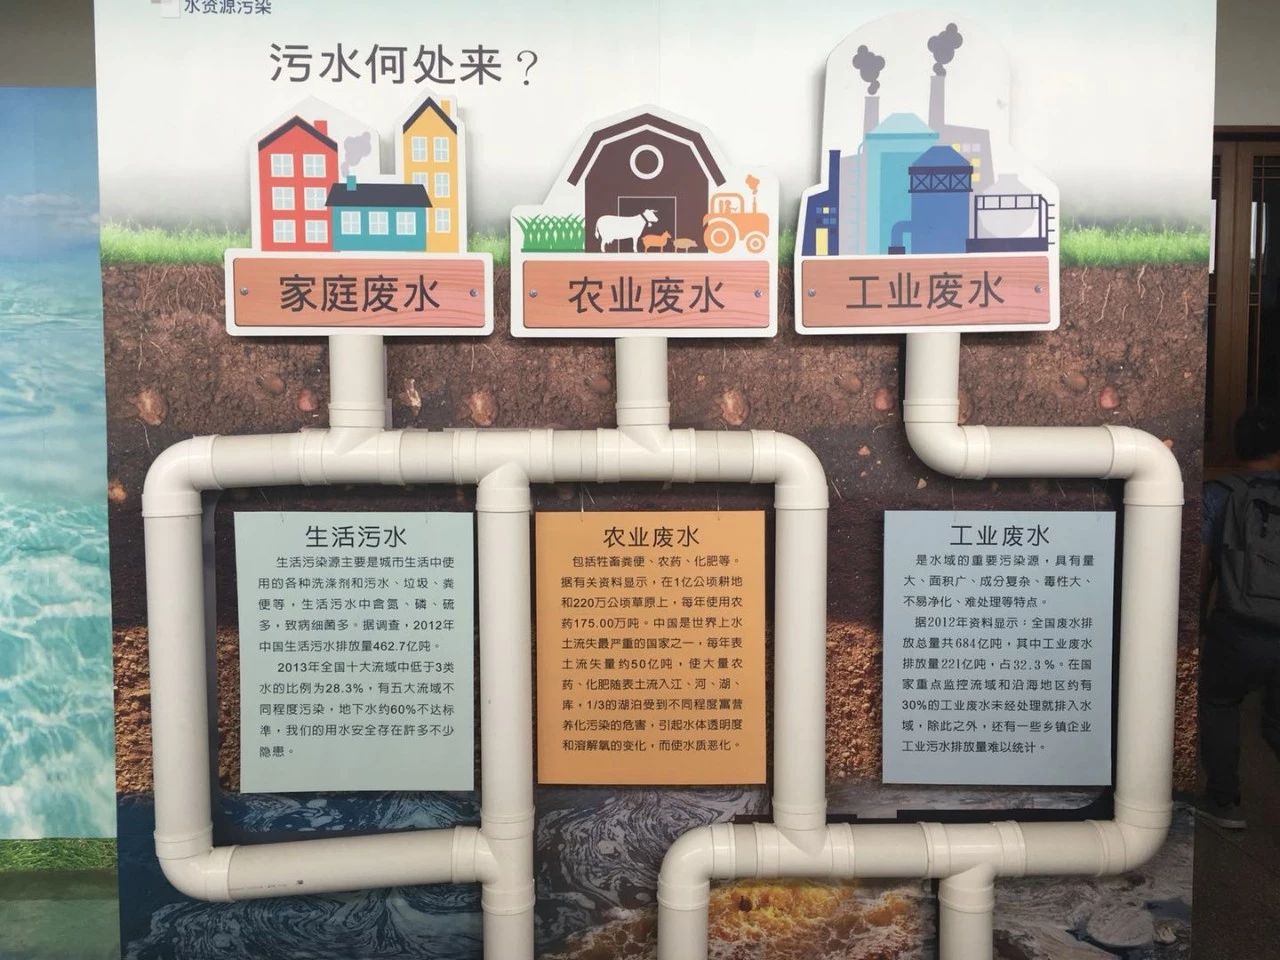 水资源污染
污水何处来？
家庭废水
农业废水
工业废水
生活污水
生活污染源主要是城市生活中使
用的各种洗涤剂和污水、垃圾、粪
便等，生活污水中含氮、磷、硫
多，致病细菌多。据调查，2012年
中国生活污水排放量462.7亿吨。
2013年全国十大流域中低于3类
水的比例为28.3%，有五大流域不
同程度污染，地下水约60%不达标
准，我们的用水安全存在許多不少
隐患。
农业废水
包括牲畜粪便、农药、化肥等。
据有关资料显示，在1亿公顷耕地
和220万公顷草原上，每年使用农
药175.00万吨。中国是世界上水
土流失最严重的国家之一，每年表
土流失量约50亿吨，使大量农
药、化肥随表土流入江、河、湖、
库，1/3的湖泊受到不同程度富营
养化污染的危害，引起水体透明度
和溶解氧的变化，而使水质恶化。
工业废水
是水域的重要污染源，具有量
大、面积广、成分复杂、毒性大、
不易净化、难处理等特点。
据2012年资料显示：全国废水排
放总量共684亿吨，其中工业废水
排放量221亿吨，占32.3％。在国
家重点监控流域和沿海地区约有
30%的工业废水未经处理就排入水
域，除此之外，还有一些乡镇企业
工业污水排放量难以统计。